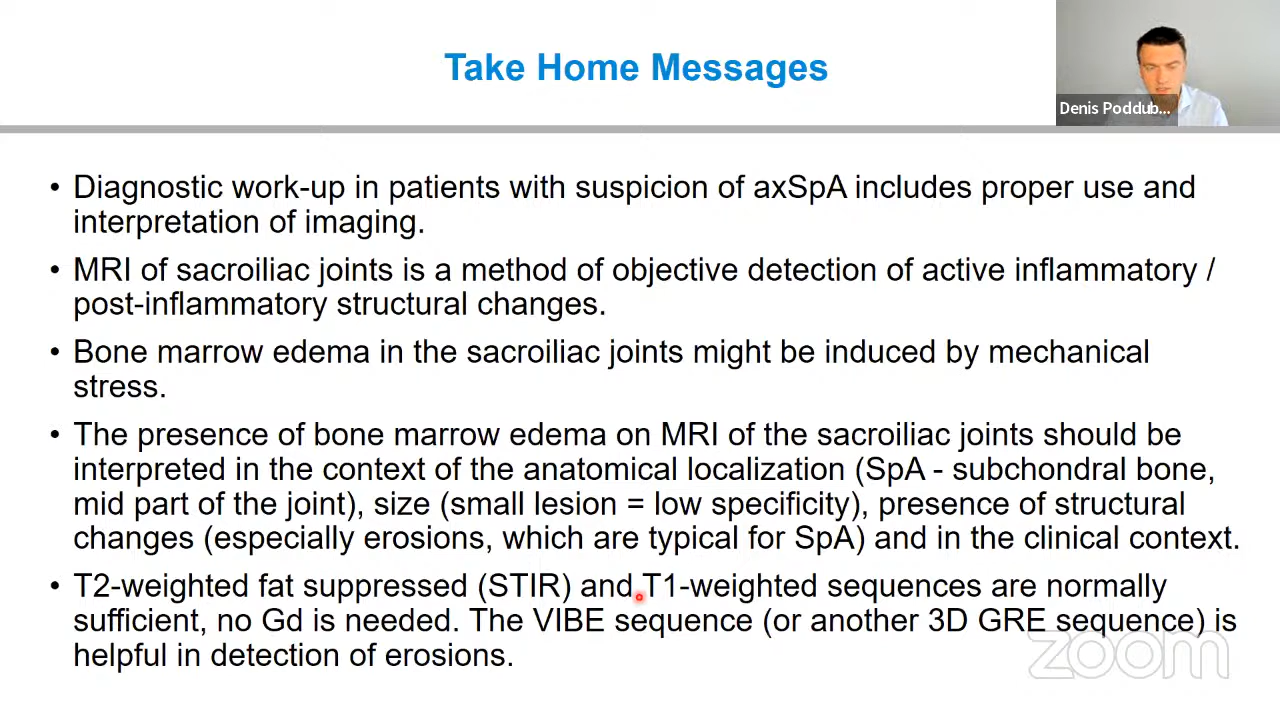 Take Home Messages
Denis Poddub...
• Diagnostic work-up in patients with suspicion of axSpA includes proper use and
interpretation of imaging.
• MRI of sacroiliac joints is a method of objective detection of active inflammatory /
post-inflammatory structural changes.
• Bone marrow edema in the sacroiliac joints might be induced by mechanical
stress.
• The presence of bone marrow edema on MRI of the sacroiliac joints should be
interpreted in the context of the anatomical localization (SpA - subchondral bone,
mid part of the joint), size (small lesion = low specificity), presence of structural
changes (especially erosions, which are typical for SpA) and in the clinical context.
• T2-weighted fat suppressed (STIR) and T1-weighted sequences are normally
sufficient, no Gd is needed. The VIBE sequence (or another 3D GRE sequence) is
helpful in detection of erosions.
zoom